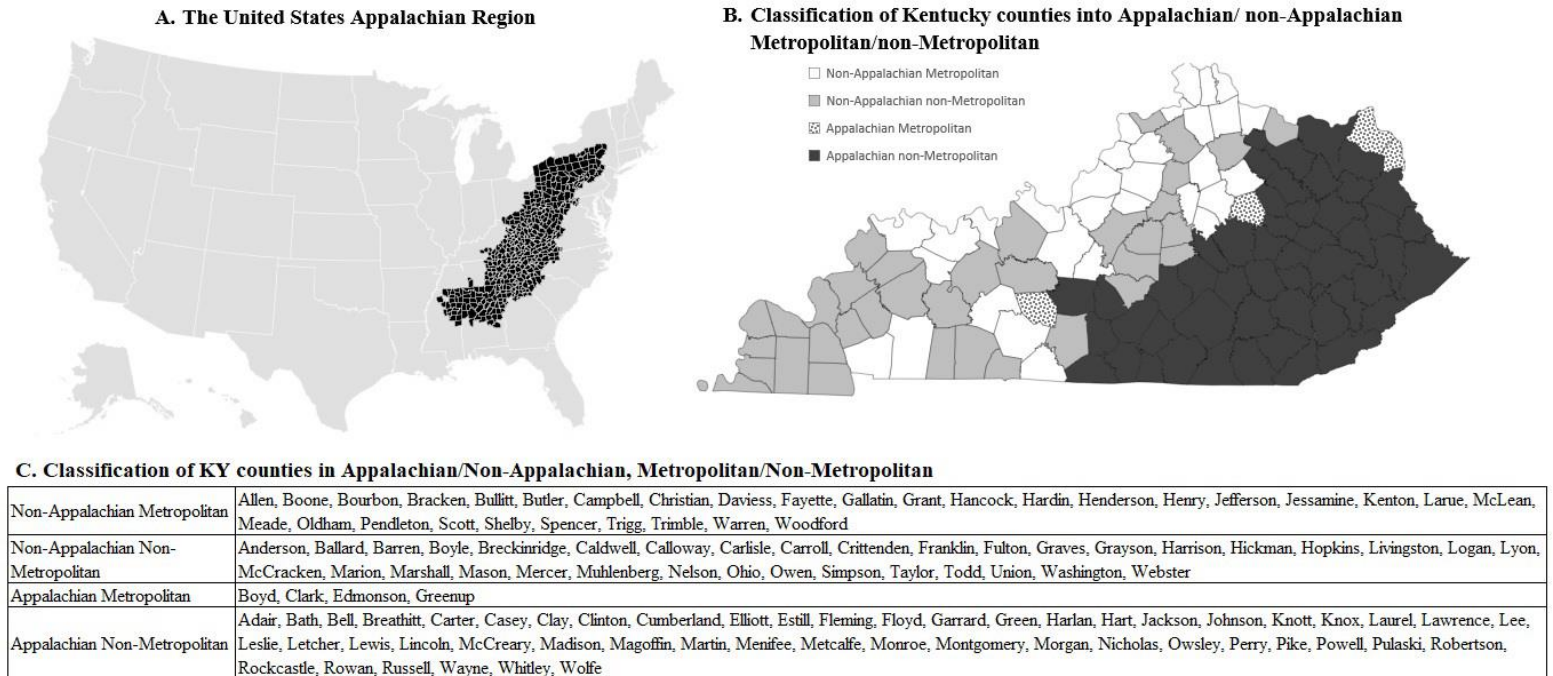 A. The United States Appalachian Region
B. Classification of Kentucky counties into Appalachian/ non-Appalachian
Metropolitan/non-Metropolitan
Non-Appalachian Metropolitan
Non-Appalachian non-Metropolitan
Appalachian Metropolitan
Appalachian non-Metropolitan
C. Classification of KY counties in Appalachian/Non-Appalachian, Metropolitan/Non-Metropolitan
Non-Appalachian Metropolitan
Allen, Boone, Bourbon, Bracken, Bullitt, Butler, Campbell, Christian, Daviess, Fayette, Gallatin, Grant, Hancock, Hardin, Henderson, Henry, Jefferson, Jessamine, Kenton, Larue, McLean,
Meade, Oldham, Pendleton, Scott, Shelby, Spencer, Trigg, Trimble, Warren, Woodford
Non-Appalachian Non-
Metropolitan
Anderson, Ballard, Barren, Boyle, Breckinridge, Caldwell, Calloway, Carlisle, Carroll, Crittenden, Franklin, Fulton, Graves, Grayson, Harrison, Hickman, Hopkins, Livingston, Logan, Lyon,
McCracken, Marion, Marshall, Mason, Mercer, Muhlenberg, Nelson, Ohio, Owen, Simpson, Taylor, Todd, Union, Washington, Webster
Appalachian Metropolitan
Boyd, Clark, Edmonson, Greenup
Appalachian Non-Metropolitan
Adair, Bath, Bell, Breathitt, Carter, Casey, Clay, Clinton, Cumberland, Elliott, Estill, Fleming, Floyd, Garrard, Green, Harlan, Hart, Jackson, Johnson, Knott, Knox, Laurel, Lawrence, Lee,
Leslie, Letcher, Lewis, Lincoln, McCreary, Madison, Magoffin, Martin, Menifee, Metcalfe, Monroe, Montgomery, Morgan, Nicholas, Owsley, Perry, Pike, Powell, Pulaski, Robertson,
Rockcastle, Rowan, Russell, Wayne, Whitley, Wolfe